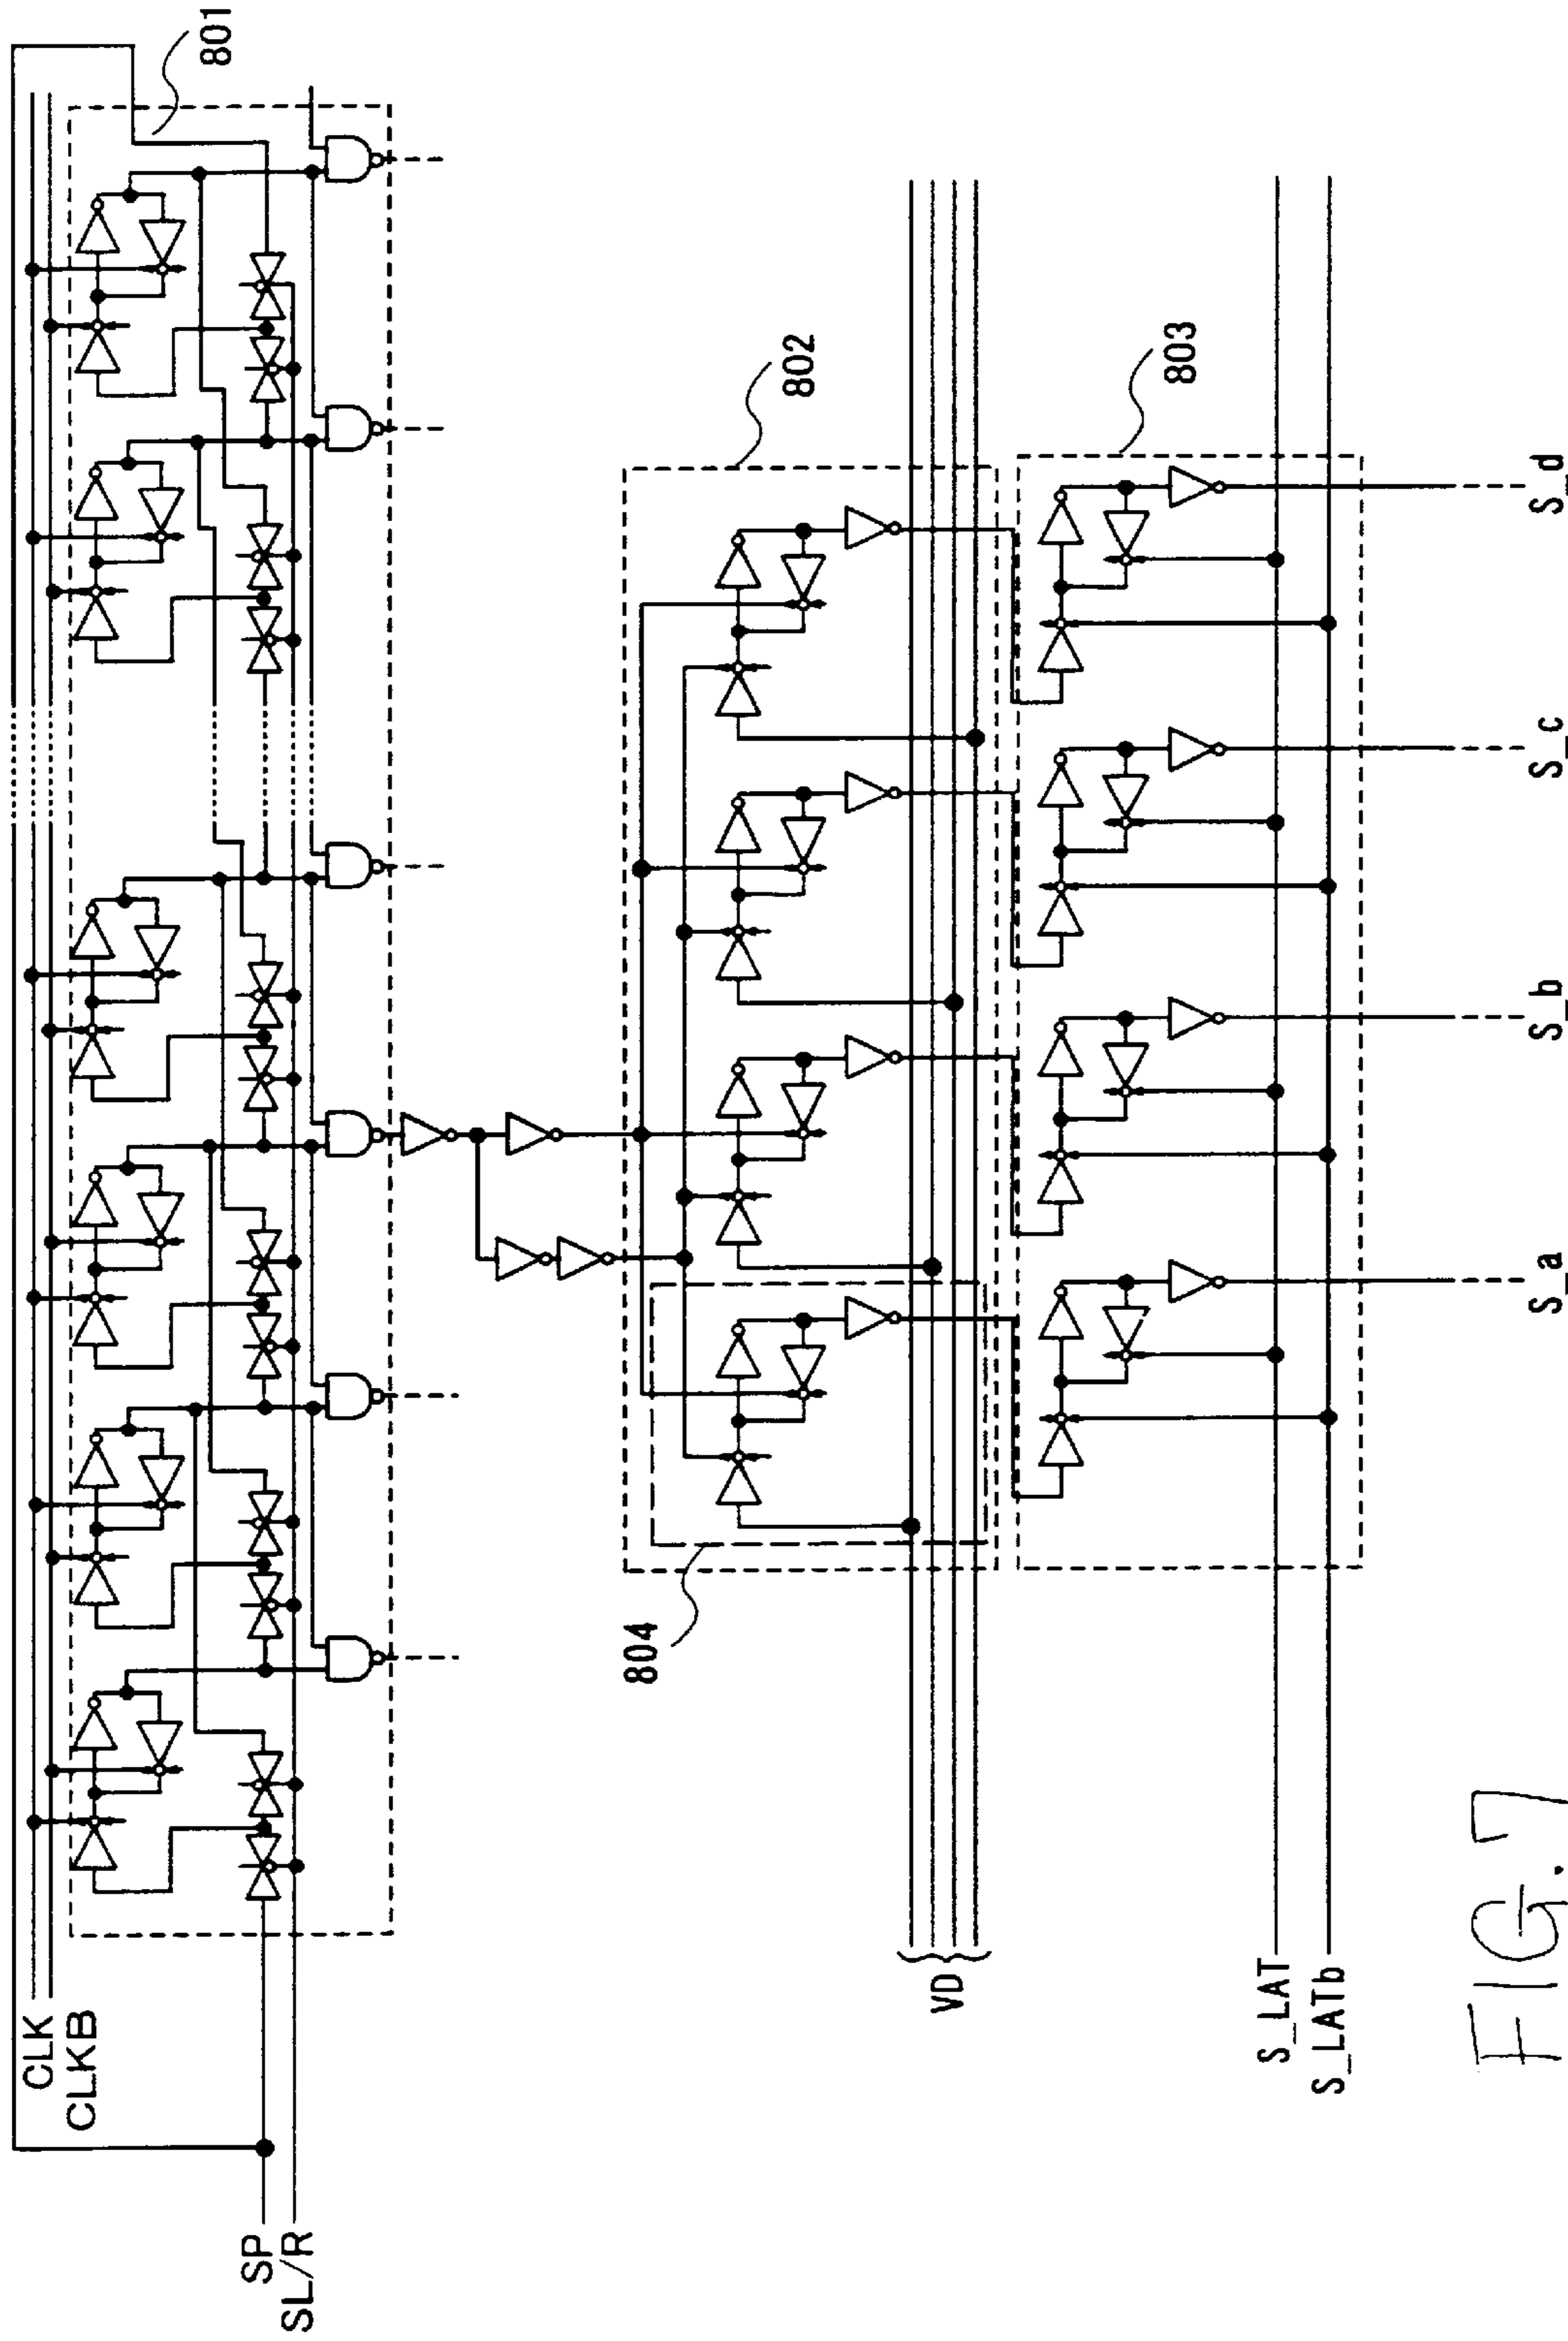 CLK
CLKB
SP
SL/R
801
802
804
VD
803
S_LAT
S_LATb
S_a
S_b
S_c
S_d
FIG. 7